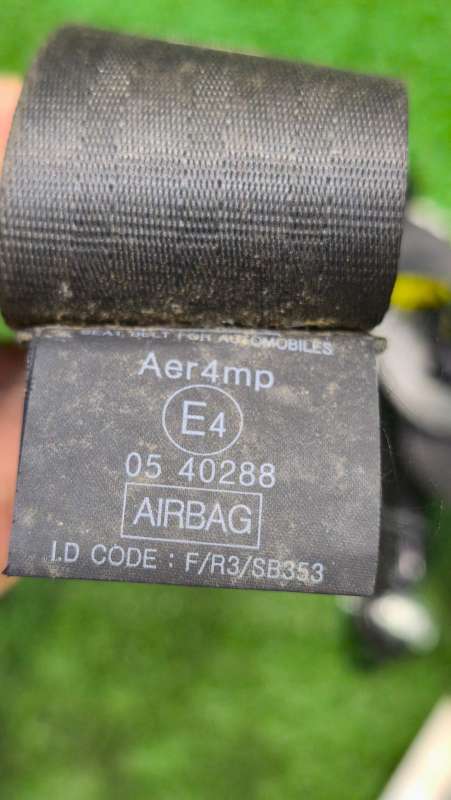 SEAT BELT FOR AUTOMOBILES
Aer4mp
E4
05 40288
AIRBAG
I.D CODE : F/R3/SB353